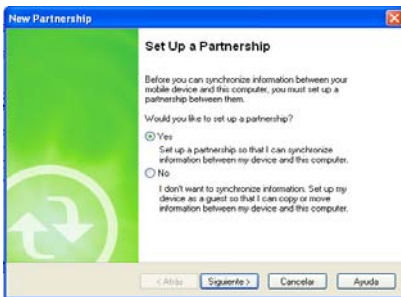 New Partnership
Set Up a Partnership
Before you can synchronize information between your
mobile device and this computer, you must set up a
partnership between them.
Would you like to set up a partnership?
Yes
Set up a partnership so that I can synchronize
information between my device and this computer.
No
I don't want to synchronize information. Set up my
device as a guest so that I can copy or move
information between my device and this computer.
< Atrás Siguiente > Cancelar Ayuda